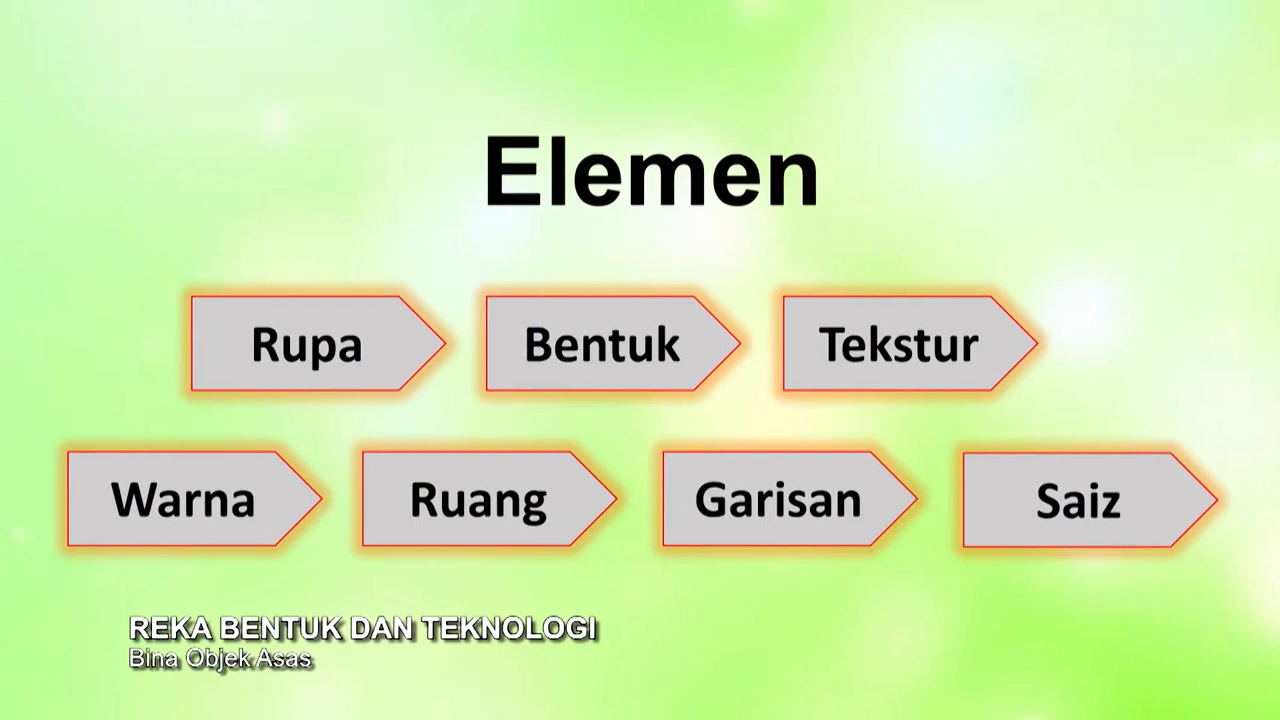 Elemen
Rupa
Bentuk
Tekstur
Warna
Ruang
Garisan
Saiz
REKA BENTUK DAN TEKNOLOGI
Bina Objek Asas